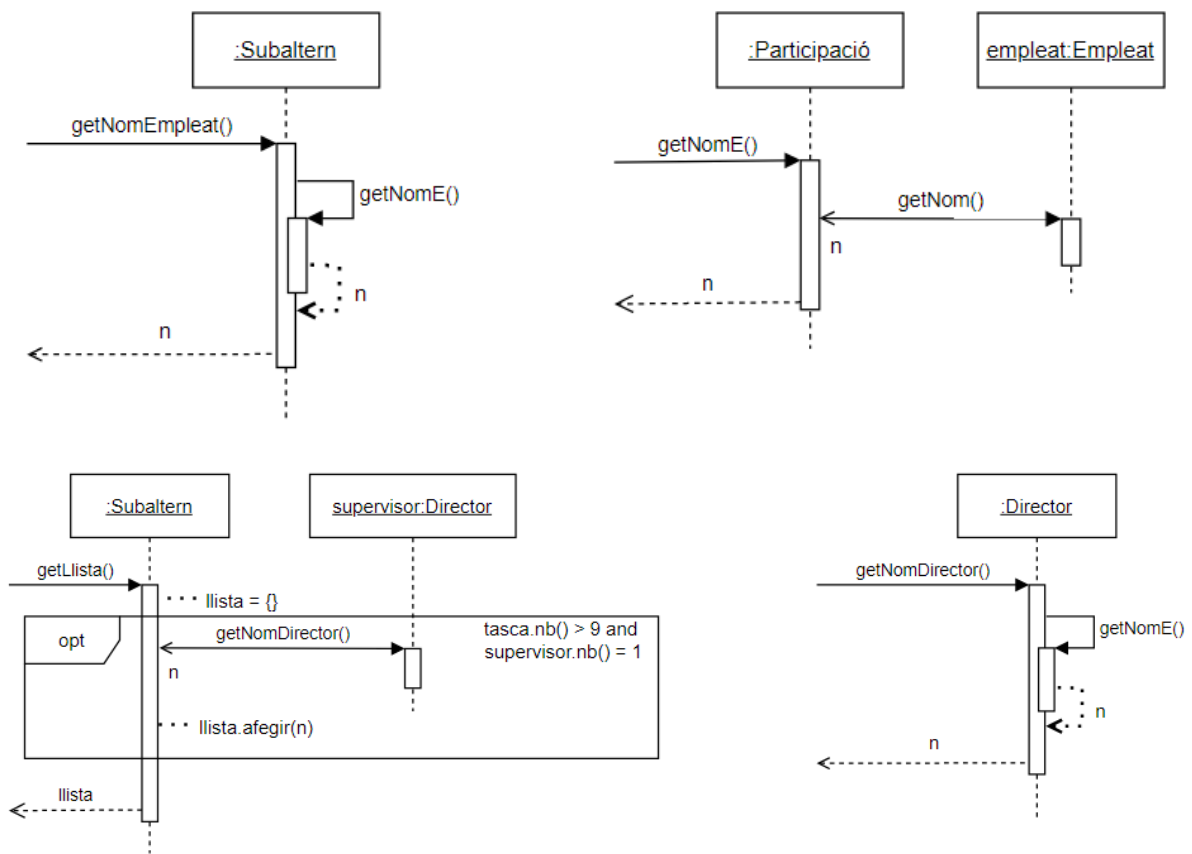 :Subaltern
getNomEmpleat()
getNomE()
n
n
:Participació
empleat:Empleat
getNomE()
getNom()
n
n
:Subaltern
supervisor:Director
getLlista()
llista = {}
opt
getNomDirector()
tasca.nb() > 9 and
supervisor.nb() = 1
n
llista.afegir(n)
llista
:Director
getNomDirector()
getNomE()
n
n